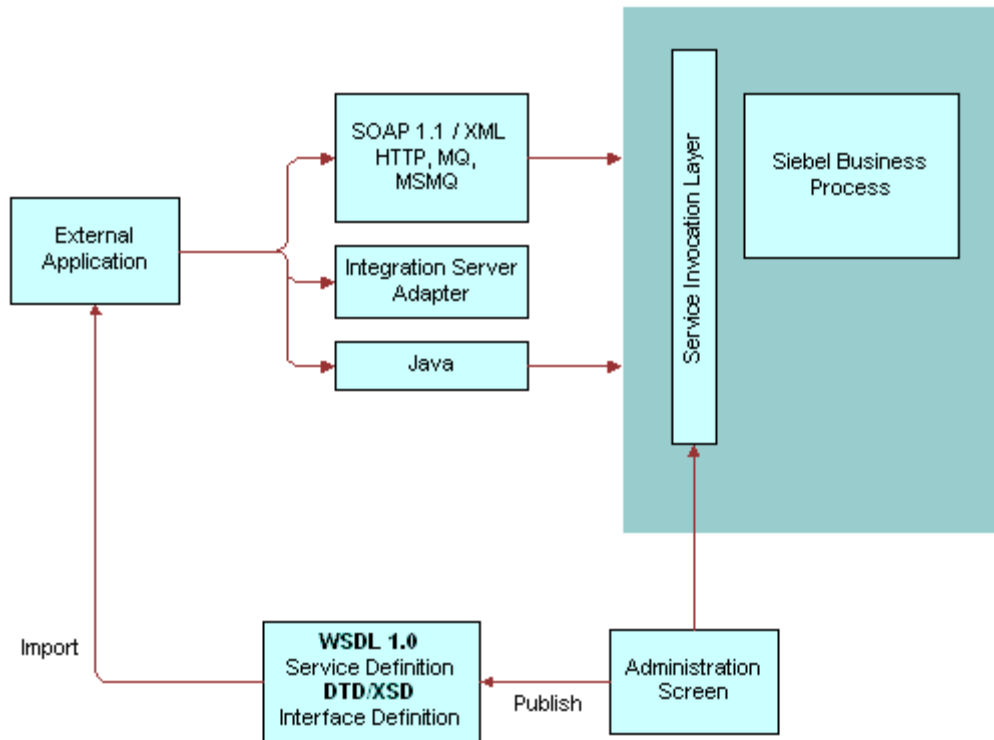 SOAP 1.1 / XML
HTTP, MQ,
MSMQ
External
Application
Integration Server
Adapter
Java
Service Invocation Layer
Siebel Business
Process
Import
WSDL 1.0
Service Definition
DTD/XSD
Interface Definition
Publish
Administration
Screen